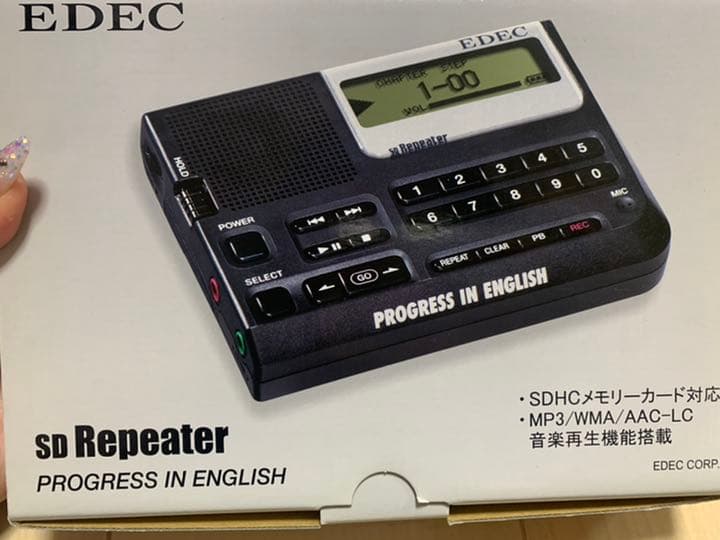 EDEC
EDEC
CHAPTER STEP
1-00
VOL
SD Repeater
HOLD
1 2 3 4 5
6 7 8 9 0
MIC
POWER
SELECT
GO
REPEAT CLEAR PB REC
PROGRESS IN ENGLISH
・SDHCメモリーカード対応
・MP3/WMA/AAC-LC
音楽再生機能搭載
SD Repeater
PROGRESS IN ENGLISH
EDEC CORP.